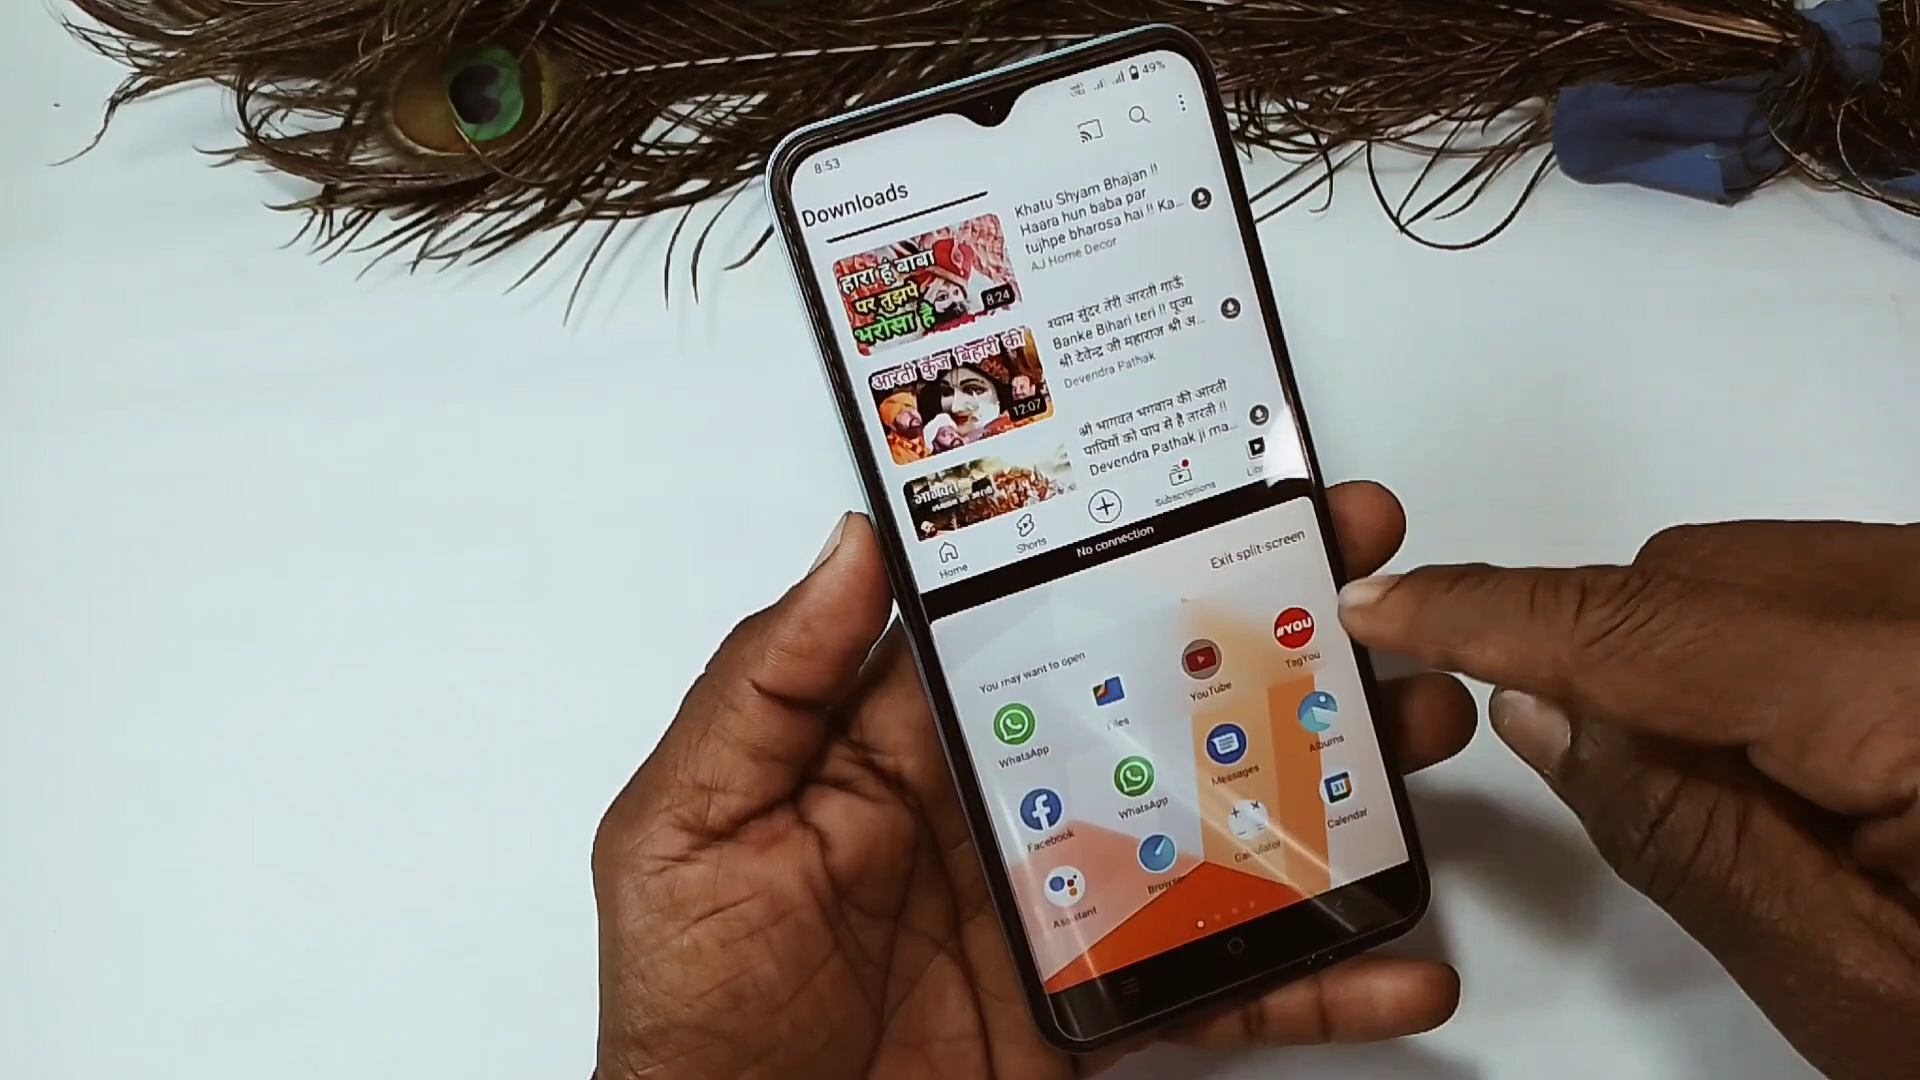 8:53
49%
Downloads
हारा हूँ बाबा
पर तुझपे
भरोसा है
8:24
Khatu Shyam Bhajan !!
Haara hun baba par
tujhpe bharosa hai !! Ka...
AJ Home Decor
आरती कुँज बिहारी की
12:07
श्याम सुंदर तेरी आरती गाऊँ
Banke Bihari teri !! पूज्य
श्री देवेन्द्र जी महाराज श्री अ...
Devendra Pathak
श्री भागवत भगवान की आरती
पापियों को पाप से है तारती !!
Devendra Pathak ji ma...
Home
Shorts
Subscriptions
No connection
Exit split-screen
You may want to open
WhatsApp
Files
YouTube
#YOU
TagYou
Facebook
WhatsApp
Messages
Albums
Assistant
Browser
Calculator
31
Calendar